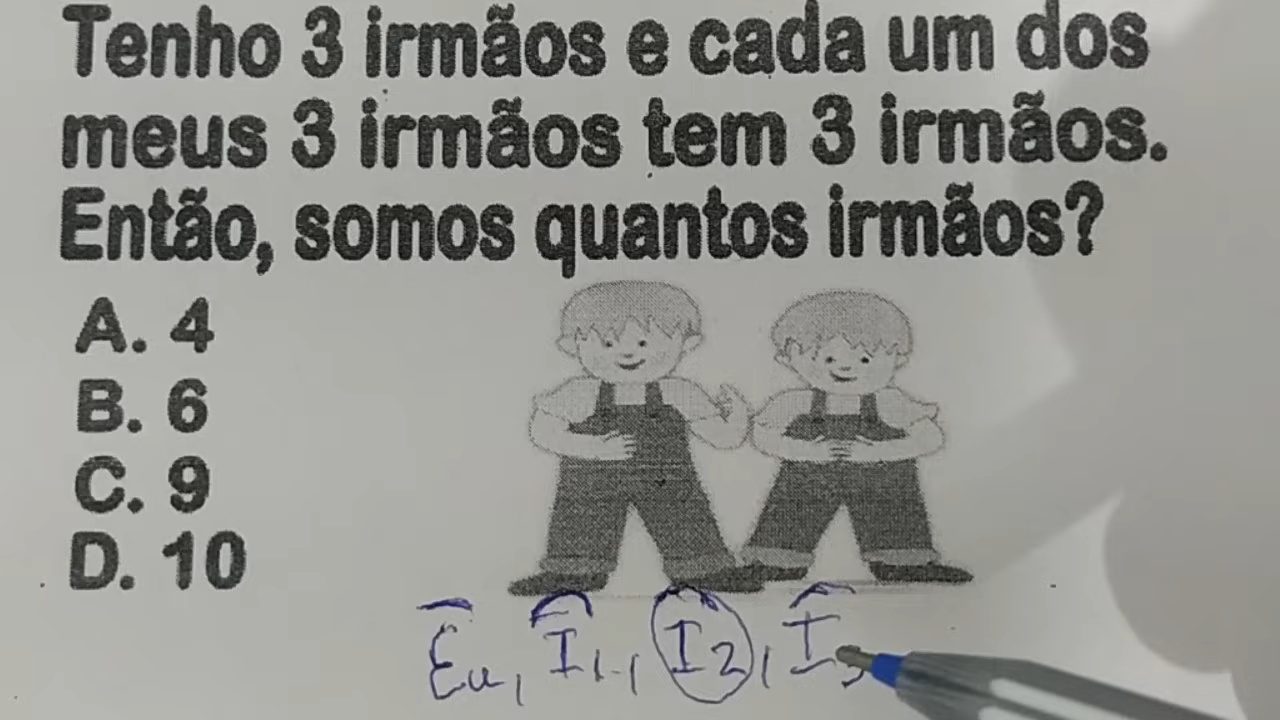 Tenho 3 irmãos e cada um dos
meus 3 irmãos tem 3 irmãos.
Então, somos quantos irmãos?
A. 4
B. 6
C. 9
D. 10
Eu, I1, I2, I3